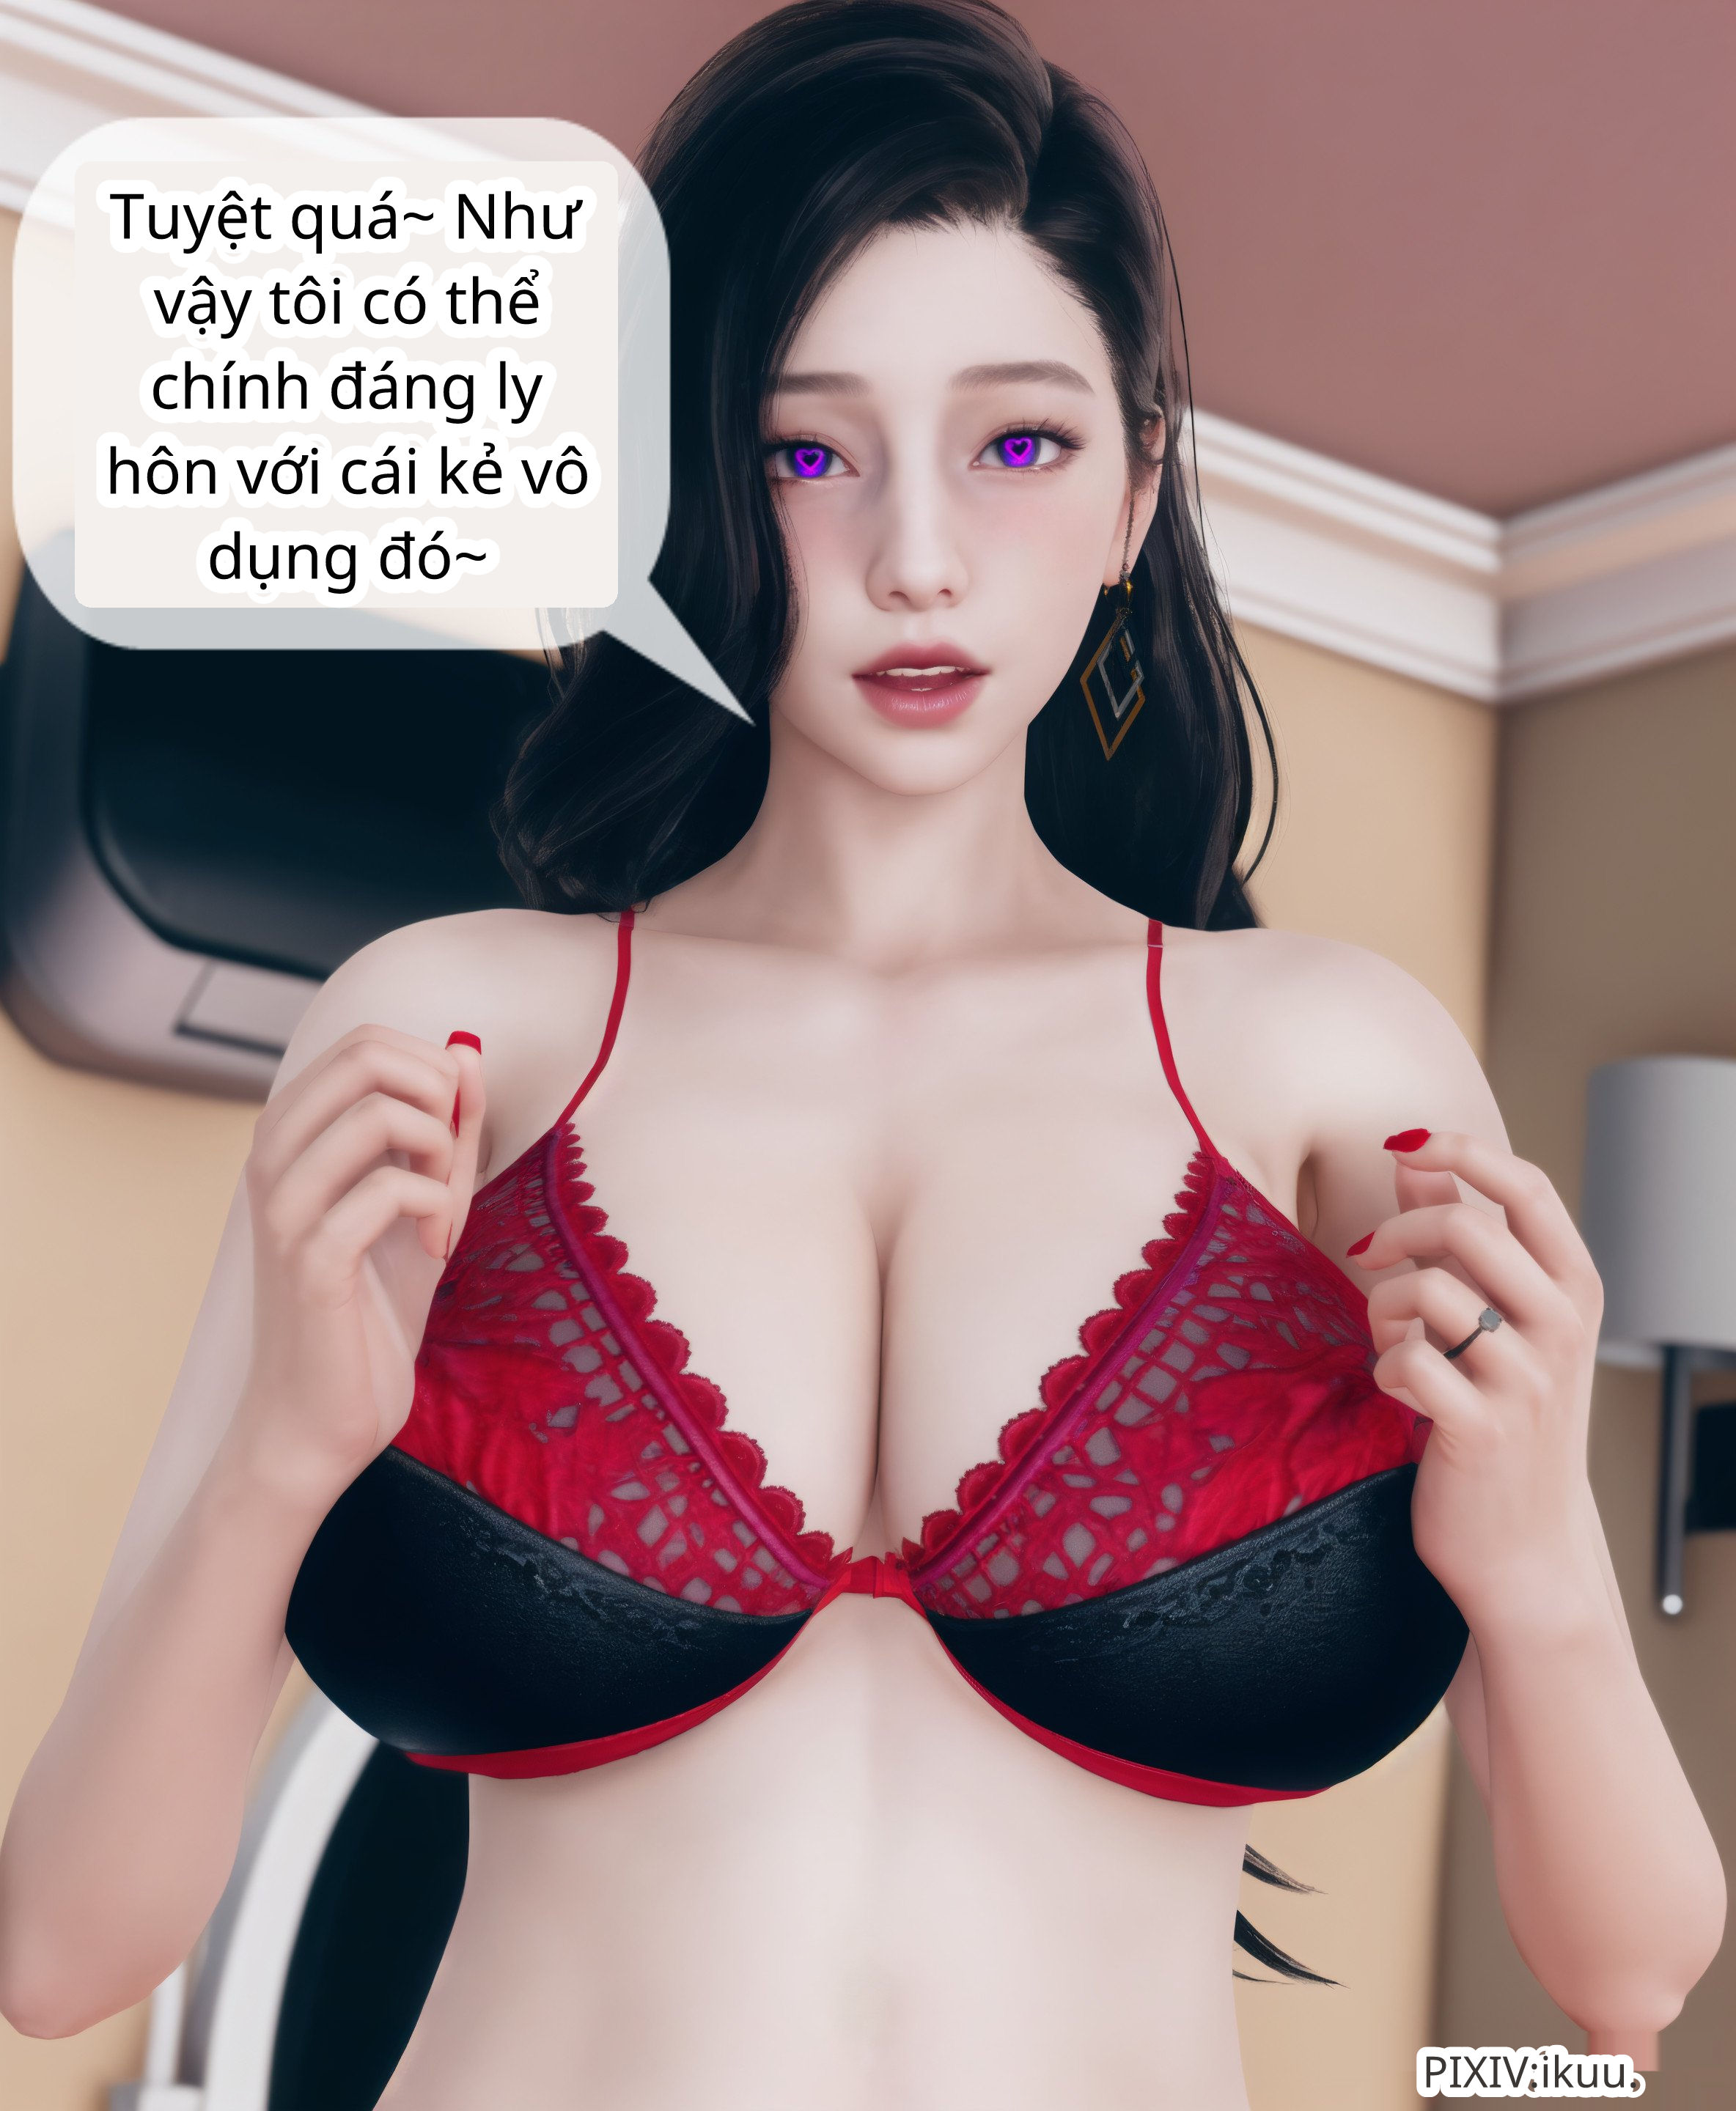 Tuyệt quá~ Như
vậy tôi có thể
chính đáng ly
hôn với cái kẻ vô
dụng đó~
PIXIV:ikuu.